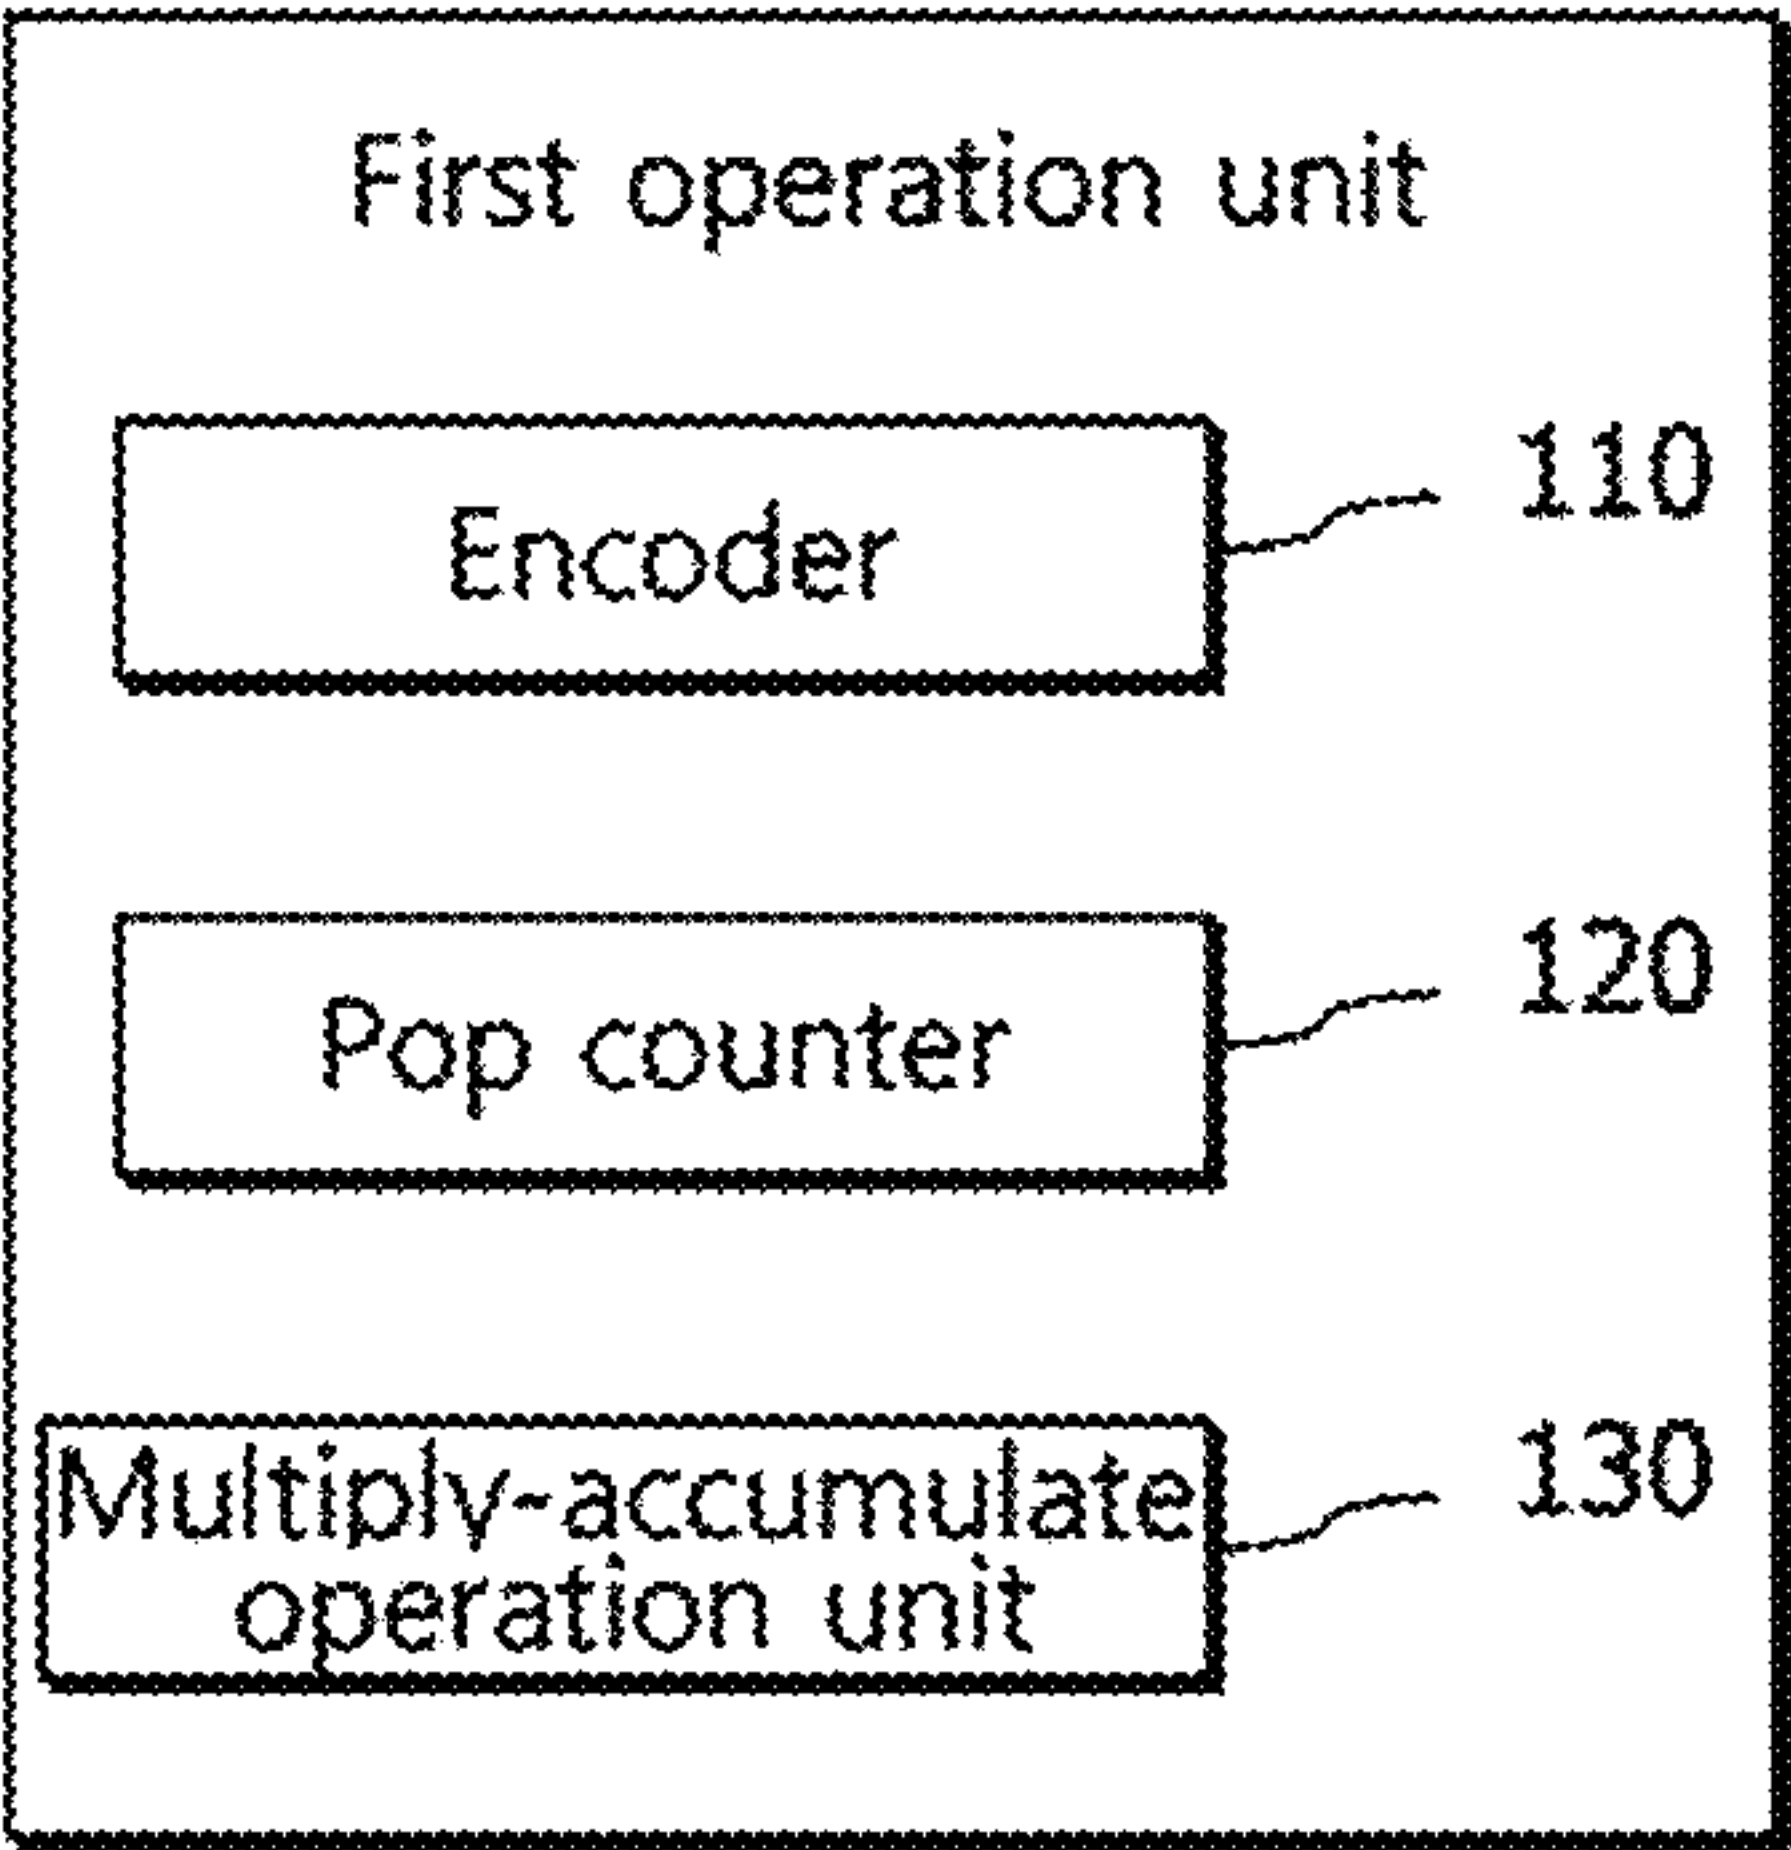 First operation unit
Encoder
110
Pop counter
120
Multiply-accumulate
operation unit
130